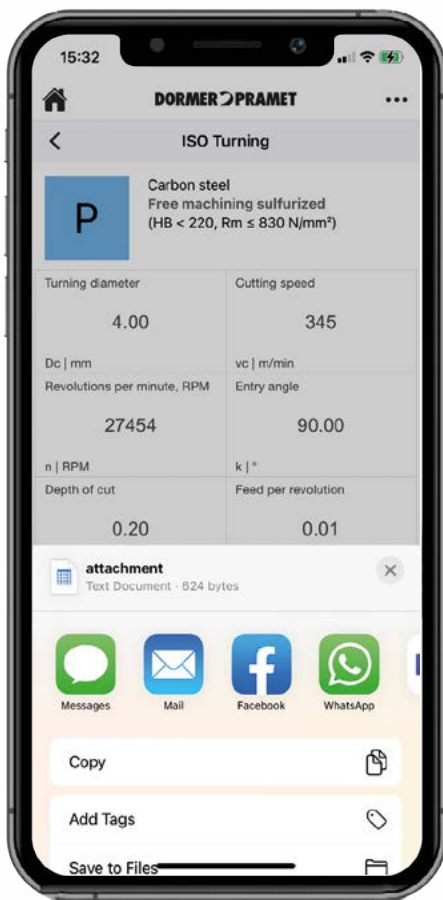 15:32
DORMER PRAMET
ISO Turning
P
Carbon steel
Free machining sulfurized
(HB < 220, Rm ≤ 830 N/mm²)
Turning diameter
Cutting speed
4.00
345
Dc | mm
vc | m/min
Revolutions per minute, RPM
Entry angle
27454
90.00
n | RPM
k | °
Depth of cut
Feed per revolution
0.20
0.01
attachment
Text Document · 624 bytes
Messages
Mail
Facebook
WhatsApp
Copy
Add Tags
Save to Files